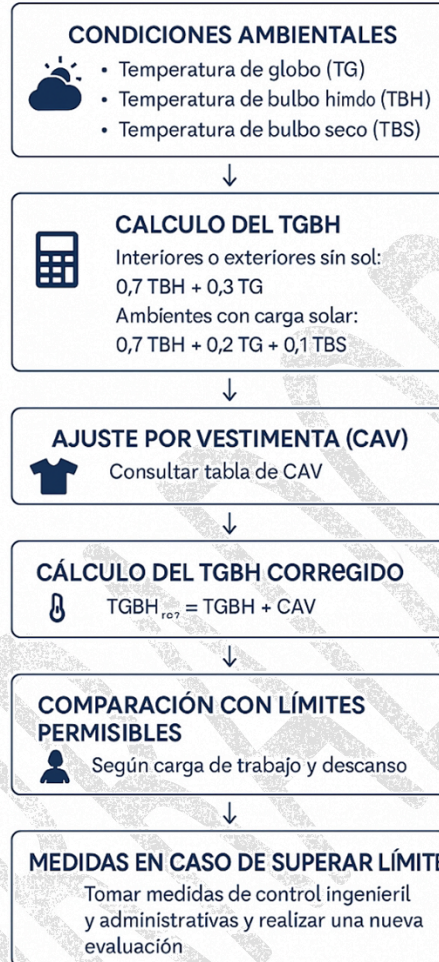 CONDICIONES AMBIENTALES
• Temperatura de globo (TG)
• Temperatura de bulbo himdo (TBH)
• Temperatura de bulbo seco (TBS)
↓
CALCULO DEL TGBH
Interiores o exteriores sin sol:
0,7 TBH + 0,3 TG
Ambientes con carga solar:
0,7 TBH + 0,2 TG + 0,1 TBS
↓
AJUSTE POR VESTIMENTA (CAV)
Consultar tabla de CAV
↓
CÁLCULO DEL TGBH CORREGIDO
TGBH = TGBH + CAV
↓
COMPARACIÓN CON LÍMITES
PERMISIBLES
Según carga de trabajo y descanso
↓
MEDIDAS EN CASO DE SUPERAR LÍMITE
Tomar medidas de control ingenieril
y administrativas y realizar una nueva
evaluación